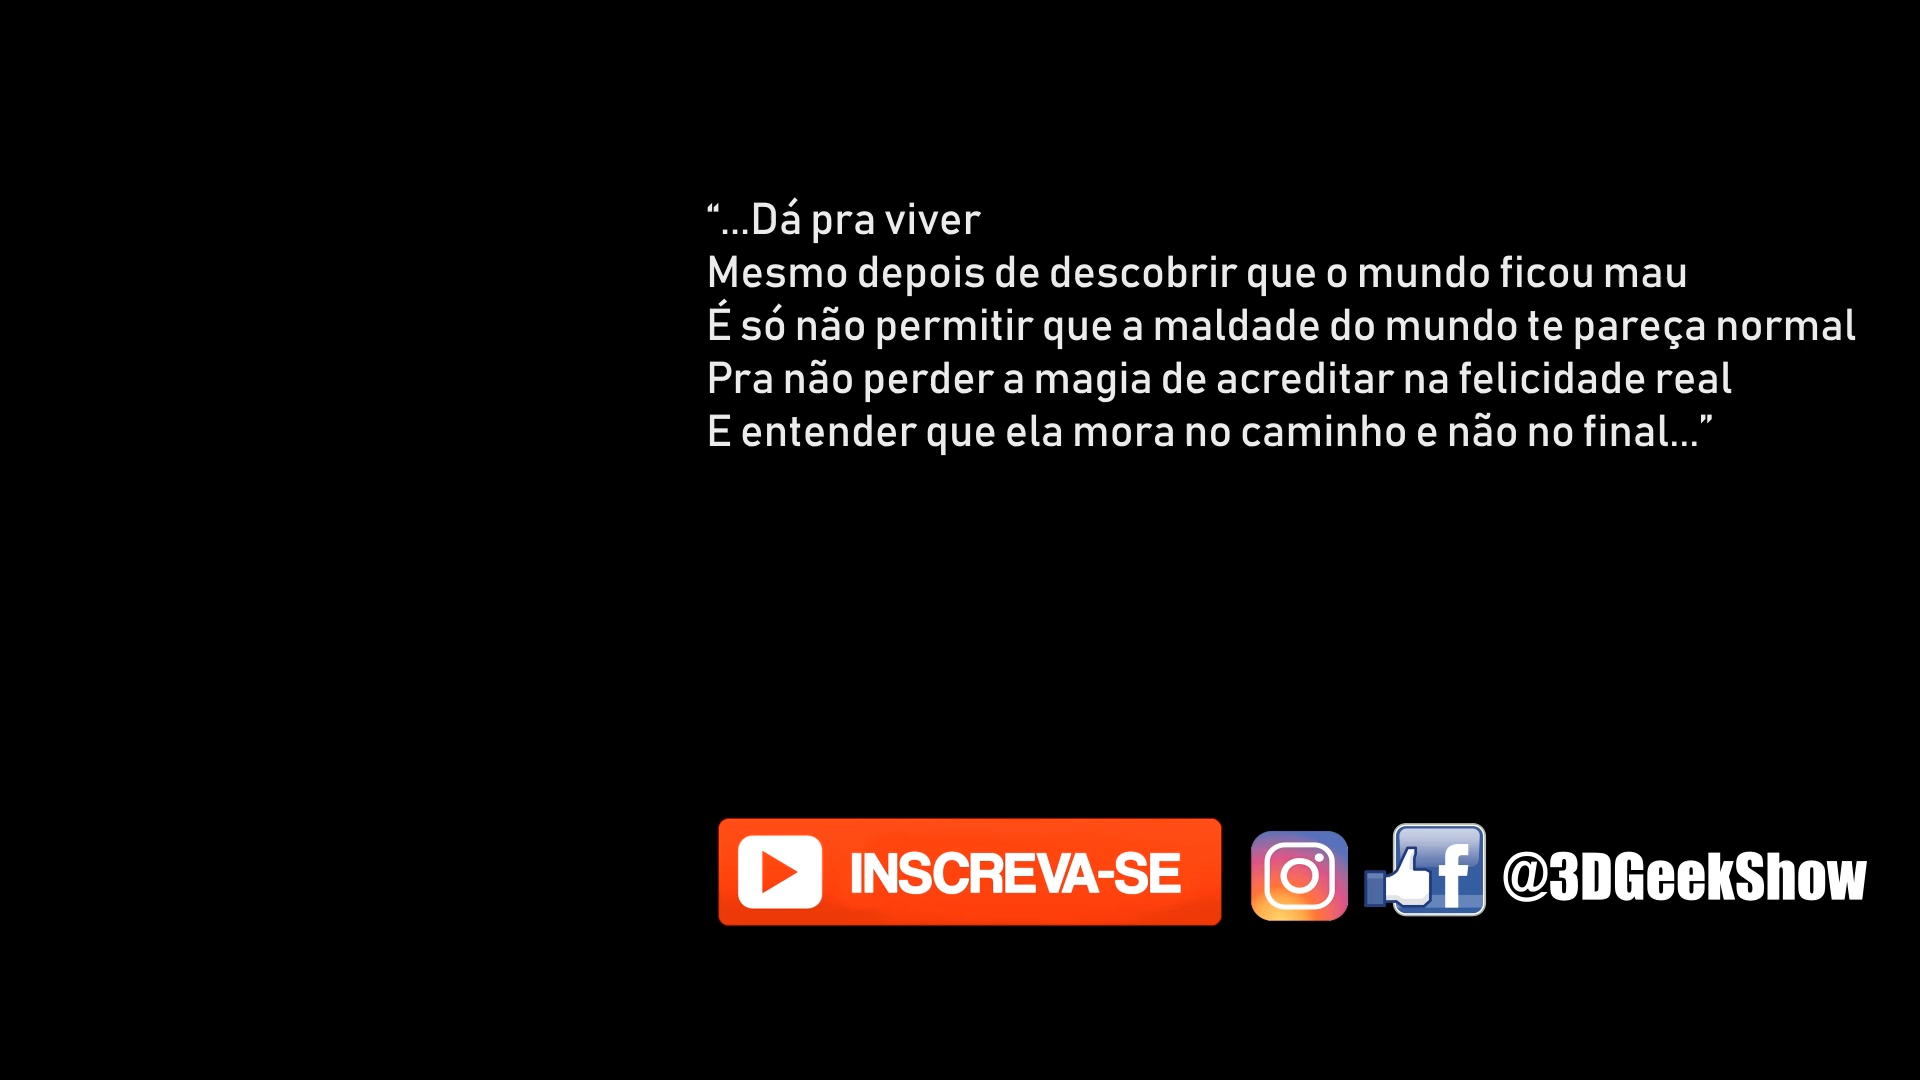 “...Dá pra viver
Mesmo depois de descobrir que o mundo ficou mau
É só não permitir que a maldade do mundo te pareça normal
Pra não perder a magia de acreditar na felicidade real
E entender que ela mora no caminho e não no final...”
INSCREVA-SE
@3DGeekShow